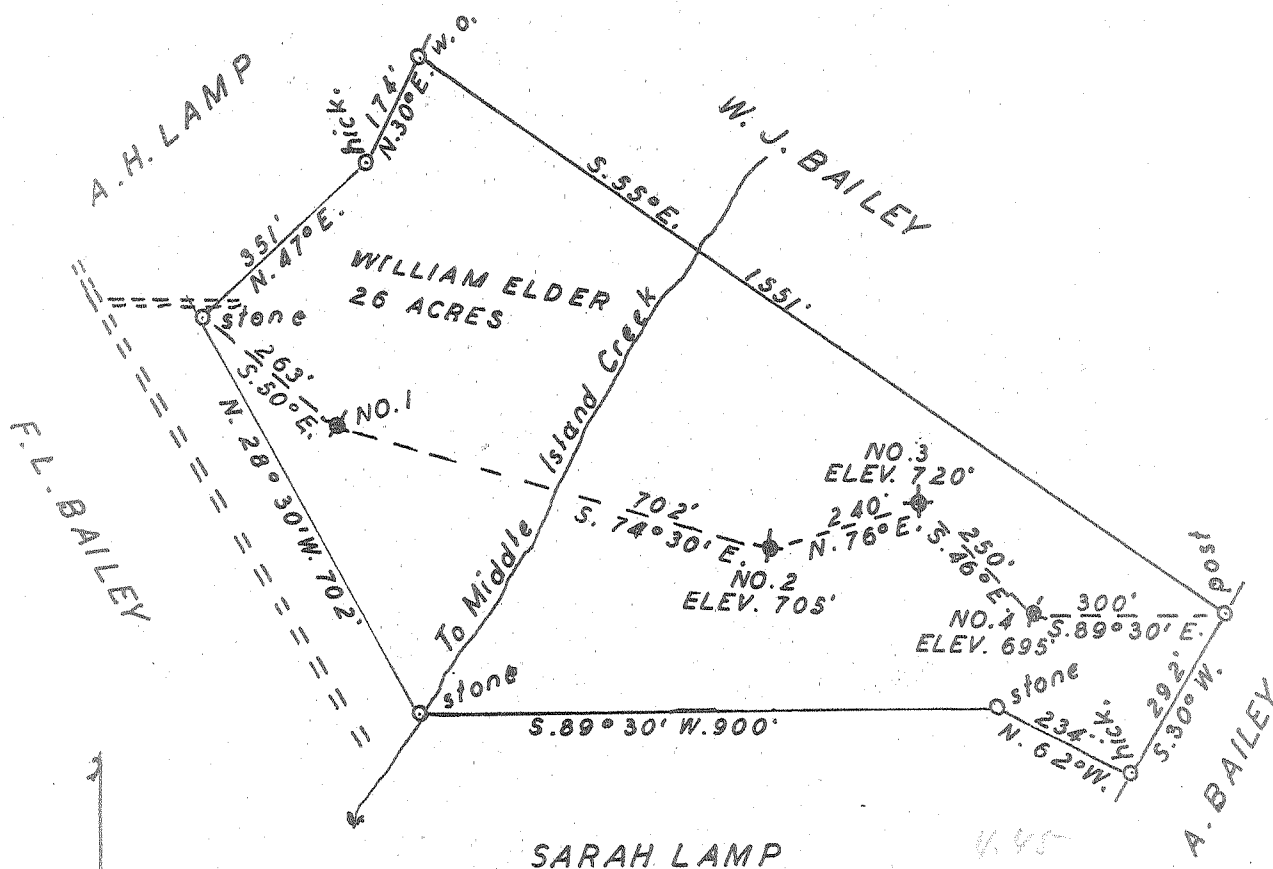 w.o.
A.H. LAMP
hick.
174'
N.30°E.
W. J. BAILEY
S.55°E.
1551'
351'
N.47°E.
WILLIAM ELDER
26 ACRES
stone
263'
S.50°E.
NO.1
N. 28° 30' W. 702'
F.L. BAILEY
To Middle Island Creek
702'
S. 74°30' E.
NO.2
ELEV. 705'
240'
N. 76° E.
NO.3
ELEV. 720'
250'
S.46°E.
NO.4
ELEV. 695'
300'
S.89°30' E.
post
292'
S.30°W.
A. BAILEY
stone
234'
N. 62°W.
hick.
stone
S.89°30' W.900'
SARAH LAMP
4.45